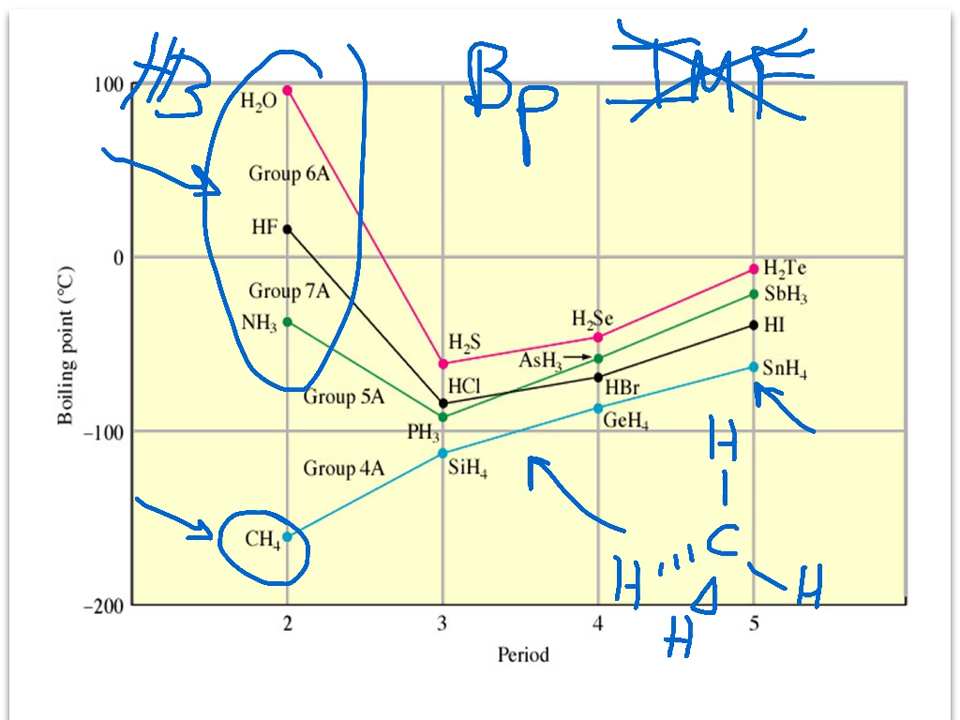 HB
Bp
IMF
100
H₂O
Group 6A
HF
0
Group 7A
NH₃
H₂Te
SbH₃
H₂Se
H₂S
AsH₃
HI
HCl
HBr
SnH₄
Group 5A
PH₃
GeH₄
−100
Group 4A
SiH₄
CH₄
H
C
H
H
H
−200
2 3 4 5
Period
Boiling point (°C)